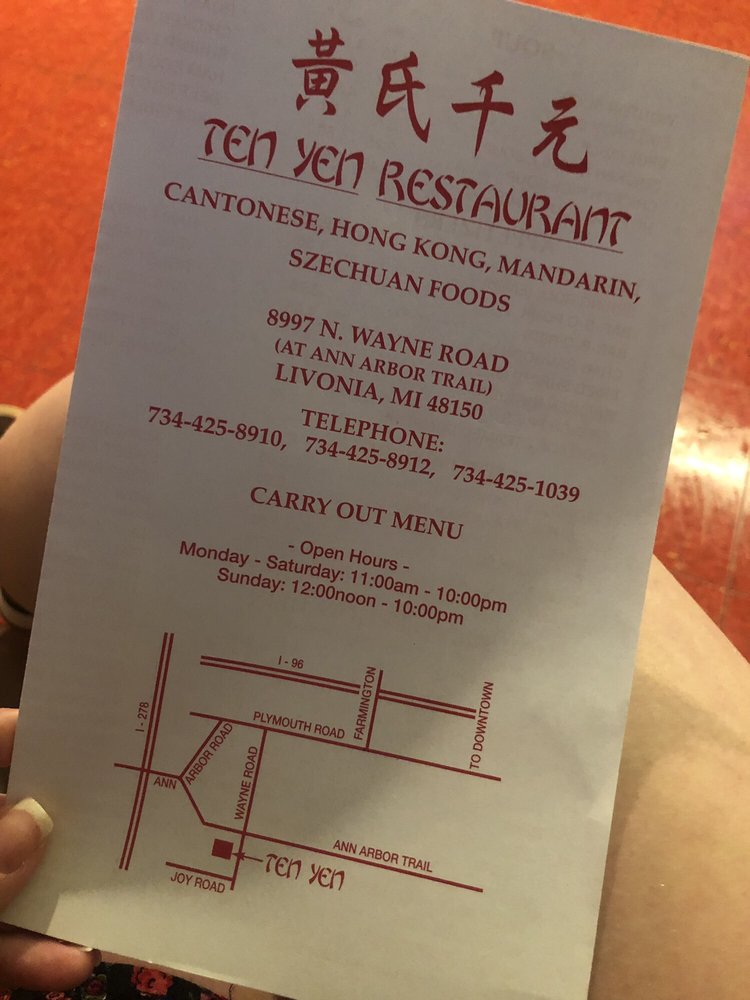 黃氏千元
TEN YEN RESTAURANT
CANTONESE, HONG KONG, MANDARIN,
SZECHUAN FOODS
8997 N. WAYNE ROAD
(AT ANN ARBOR TRAIL)
LIVONIA, MI 48150
TELEPHONE:
734-425-8910, 734-425-8912, 734-425-1039
CARRY OUT MENU
- Open Hours -
Monday - Saturday: 11:00am - 10:00pm
Sunday: 12:00noon - 10:00pm
I - 96
I - 278
PLYMOUTH ROAD
FARMINGTON
TO DOWNTOWN
ANN
ARBOR ROAD
WAYNE ROAD
ANN ARBOR TRAIL
TEN YEN
JOY ROAD